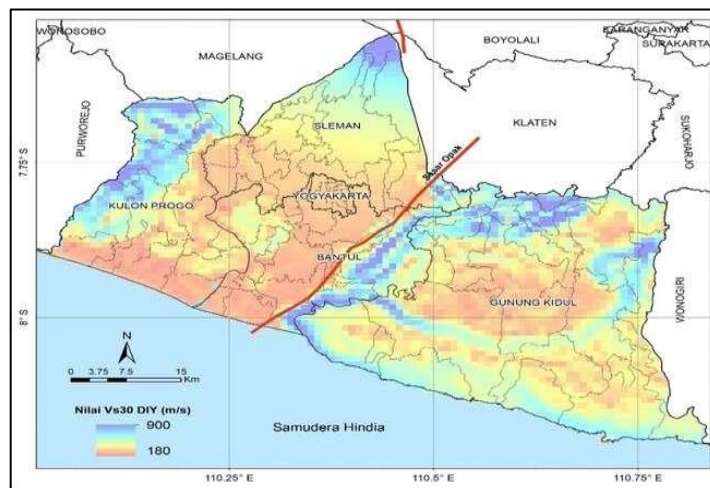 WONOSOBO
MAGELANG
BOYOLALI
KARANGANYAR
SURAKARTA
PURWOREJO
SLEMAN
KLATEN
SUKOHARJO
7.75° S
Sesar Opak
YOGYAKARTA
KULON PROGO
BANTUL
GUNUNG KIDUL
WONOGIRI
8° S
N
0 3.75 7.5 15
Km
Nilai Vs30 DIY (m/s)
900
180
Samudera Hindia
110.25° E 110.5° E 110.75° E